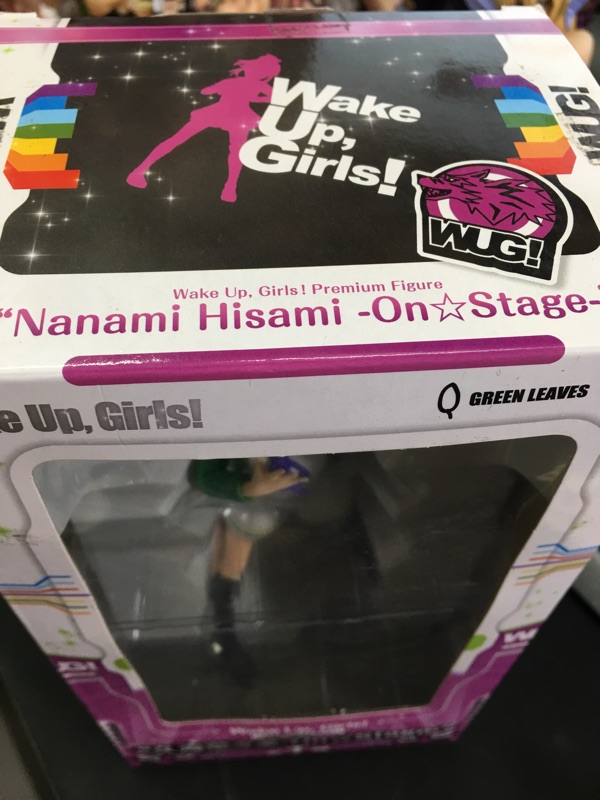 Wake
Up,
Girls!
WUG!
WUG!
Wake Up, Girls! Premium Figure
"Nanami Hisami -On☆Stage-"
e Up, Girls!
GREEN LEAVES
G!